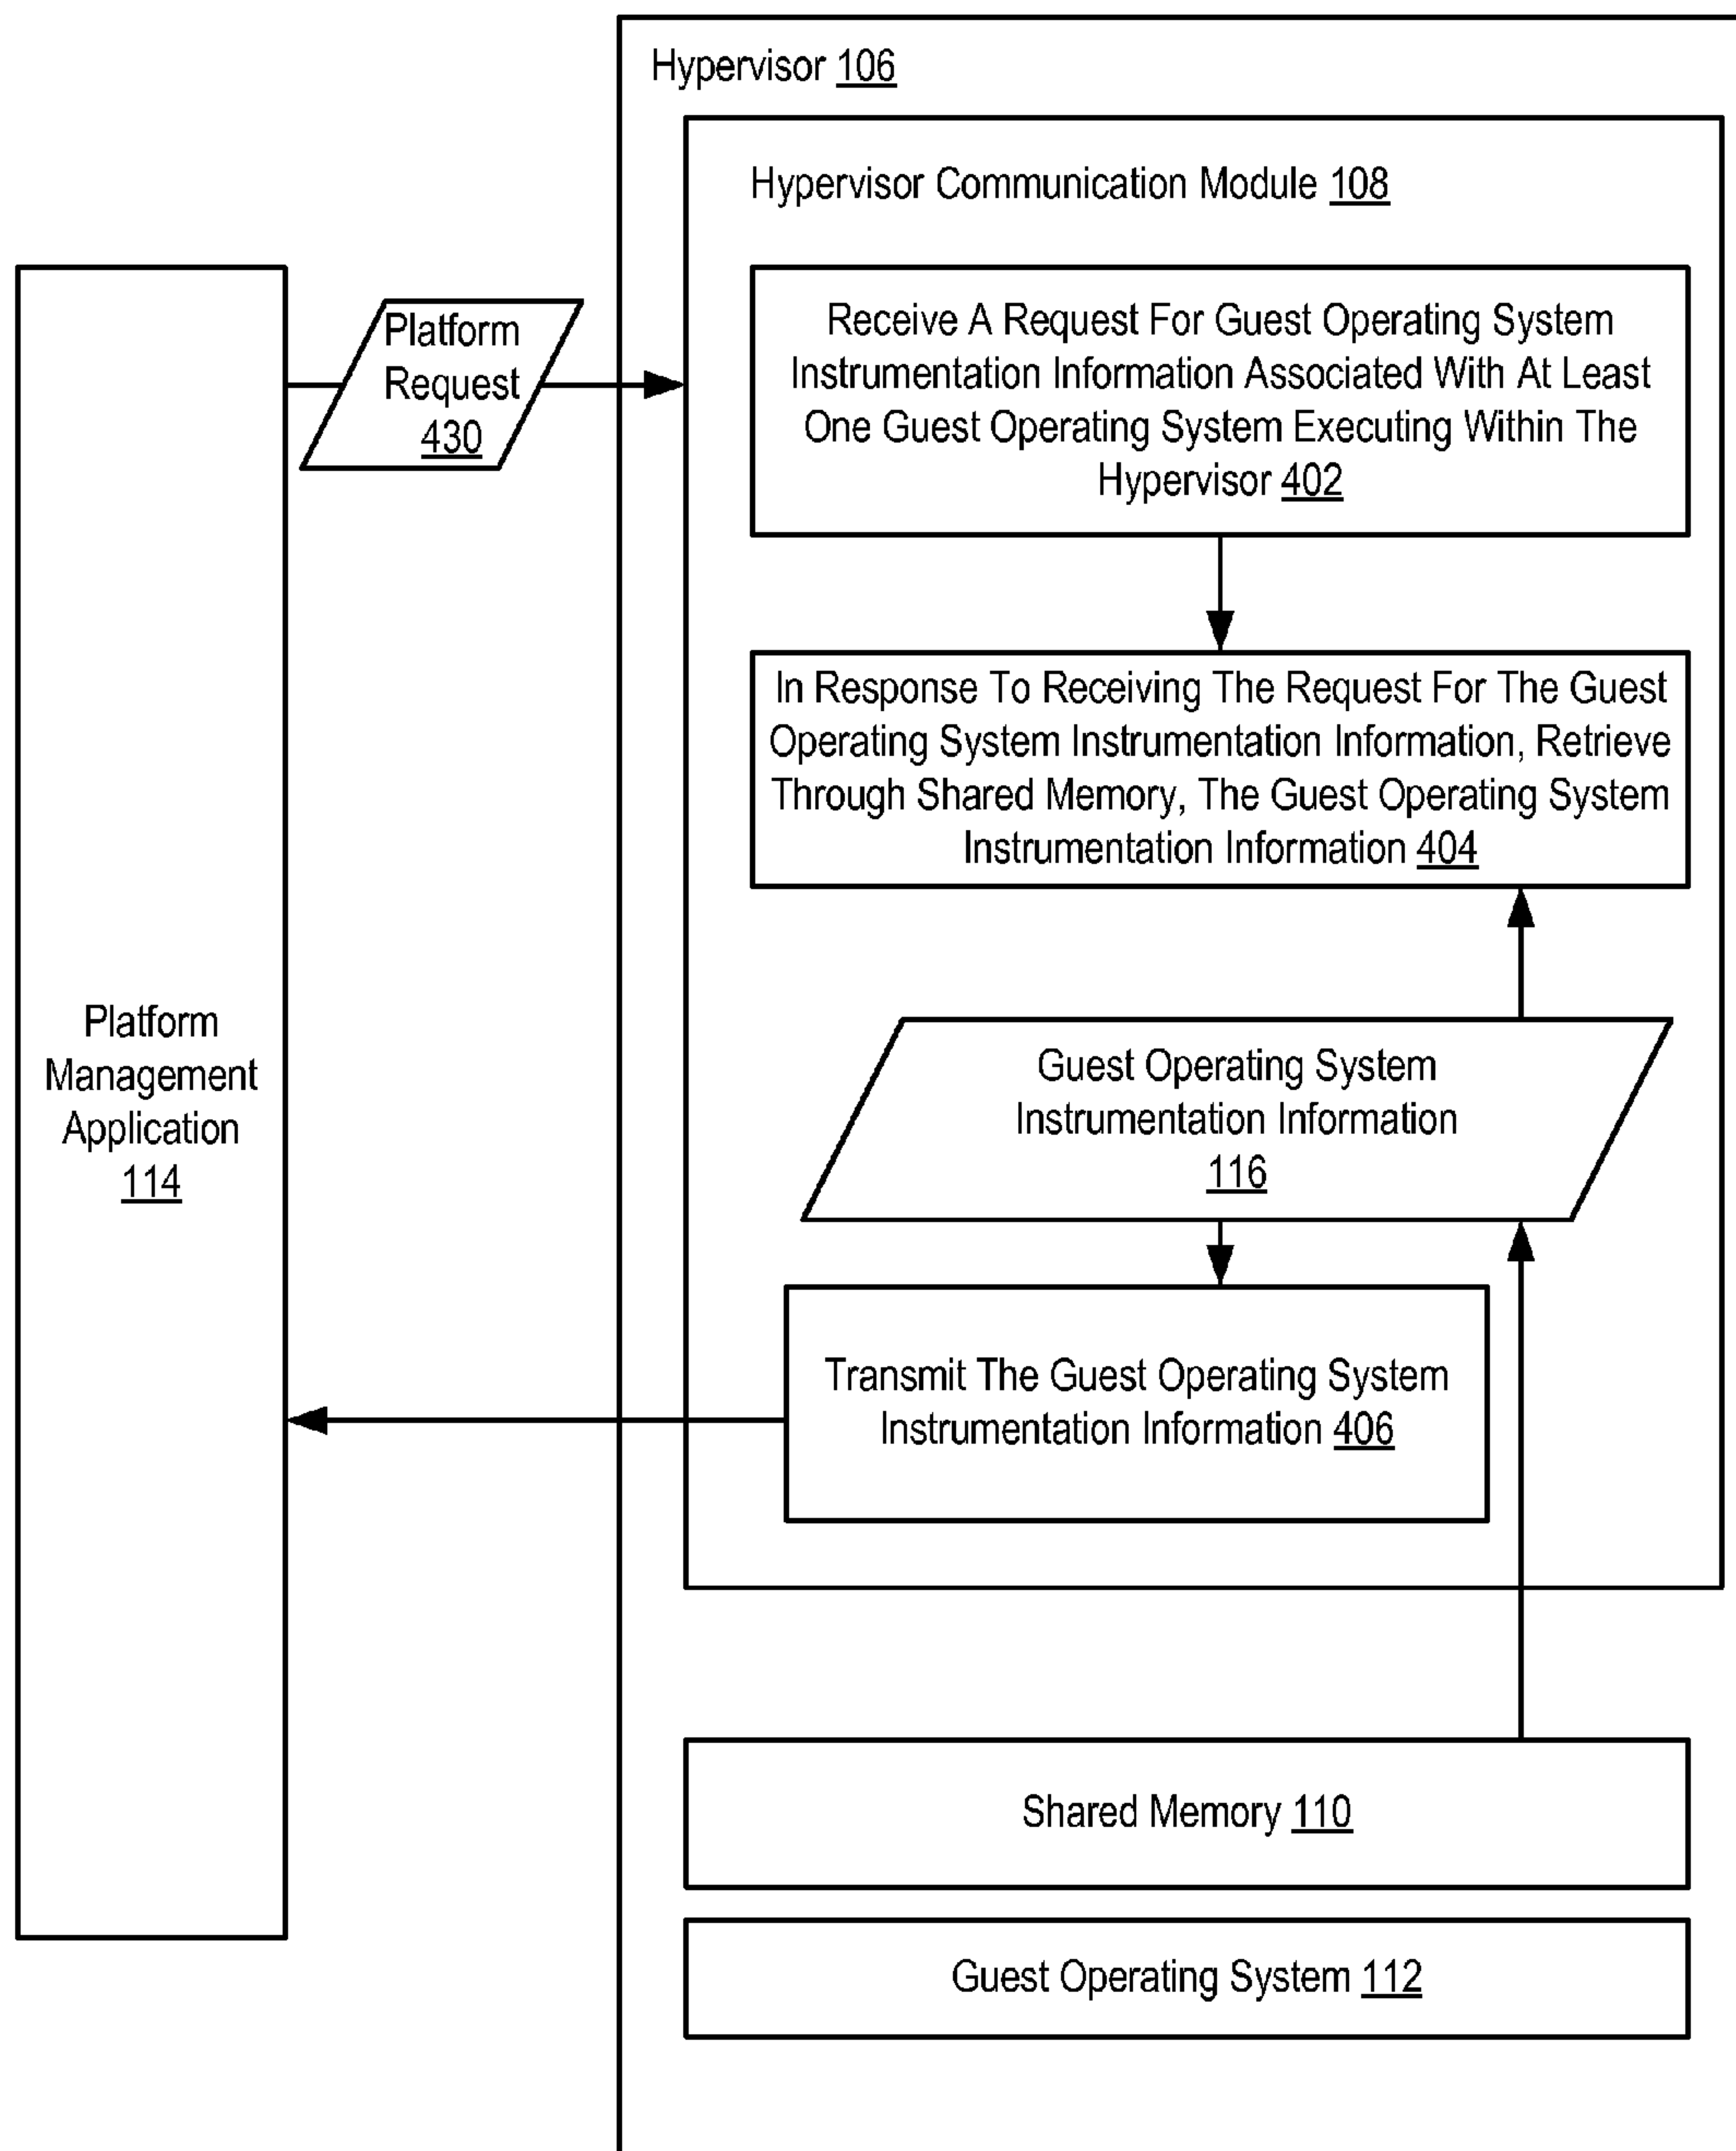 Hypervisor 106
Hypervisor Communication Module 108
Platform
Request
430
Receive A Request For Guest Operating System
Instrumentation Information Associated With At Least
One Guest Operating System Executing Within The
Hypervisor 402
In Response To Receiving The Request For The Guest
Operating System Instrumentation Information, Retrieve
Through Shared Memory, The Guest Operating System
Instrumentation Information 404
Platform
Management
Application
114
Guest Operating System
Instrumentation Information
116
Transmit The Guest Operating System
Instrumentation Information 406
Shared Memory 110
Guest Operating System 112